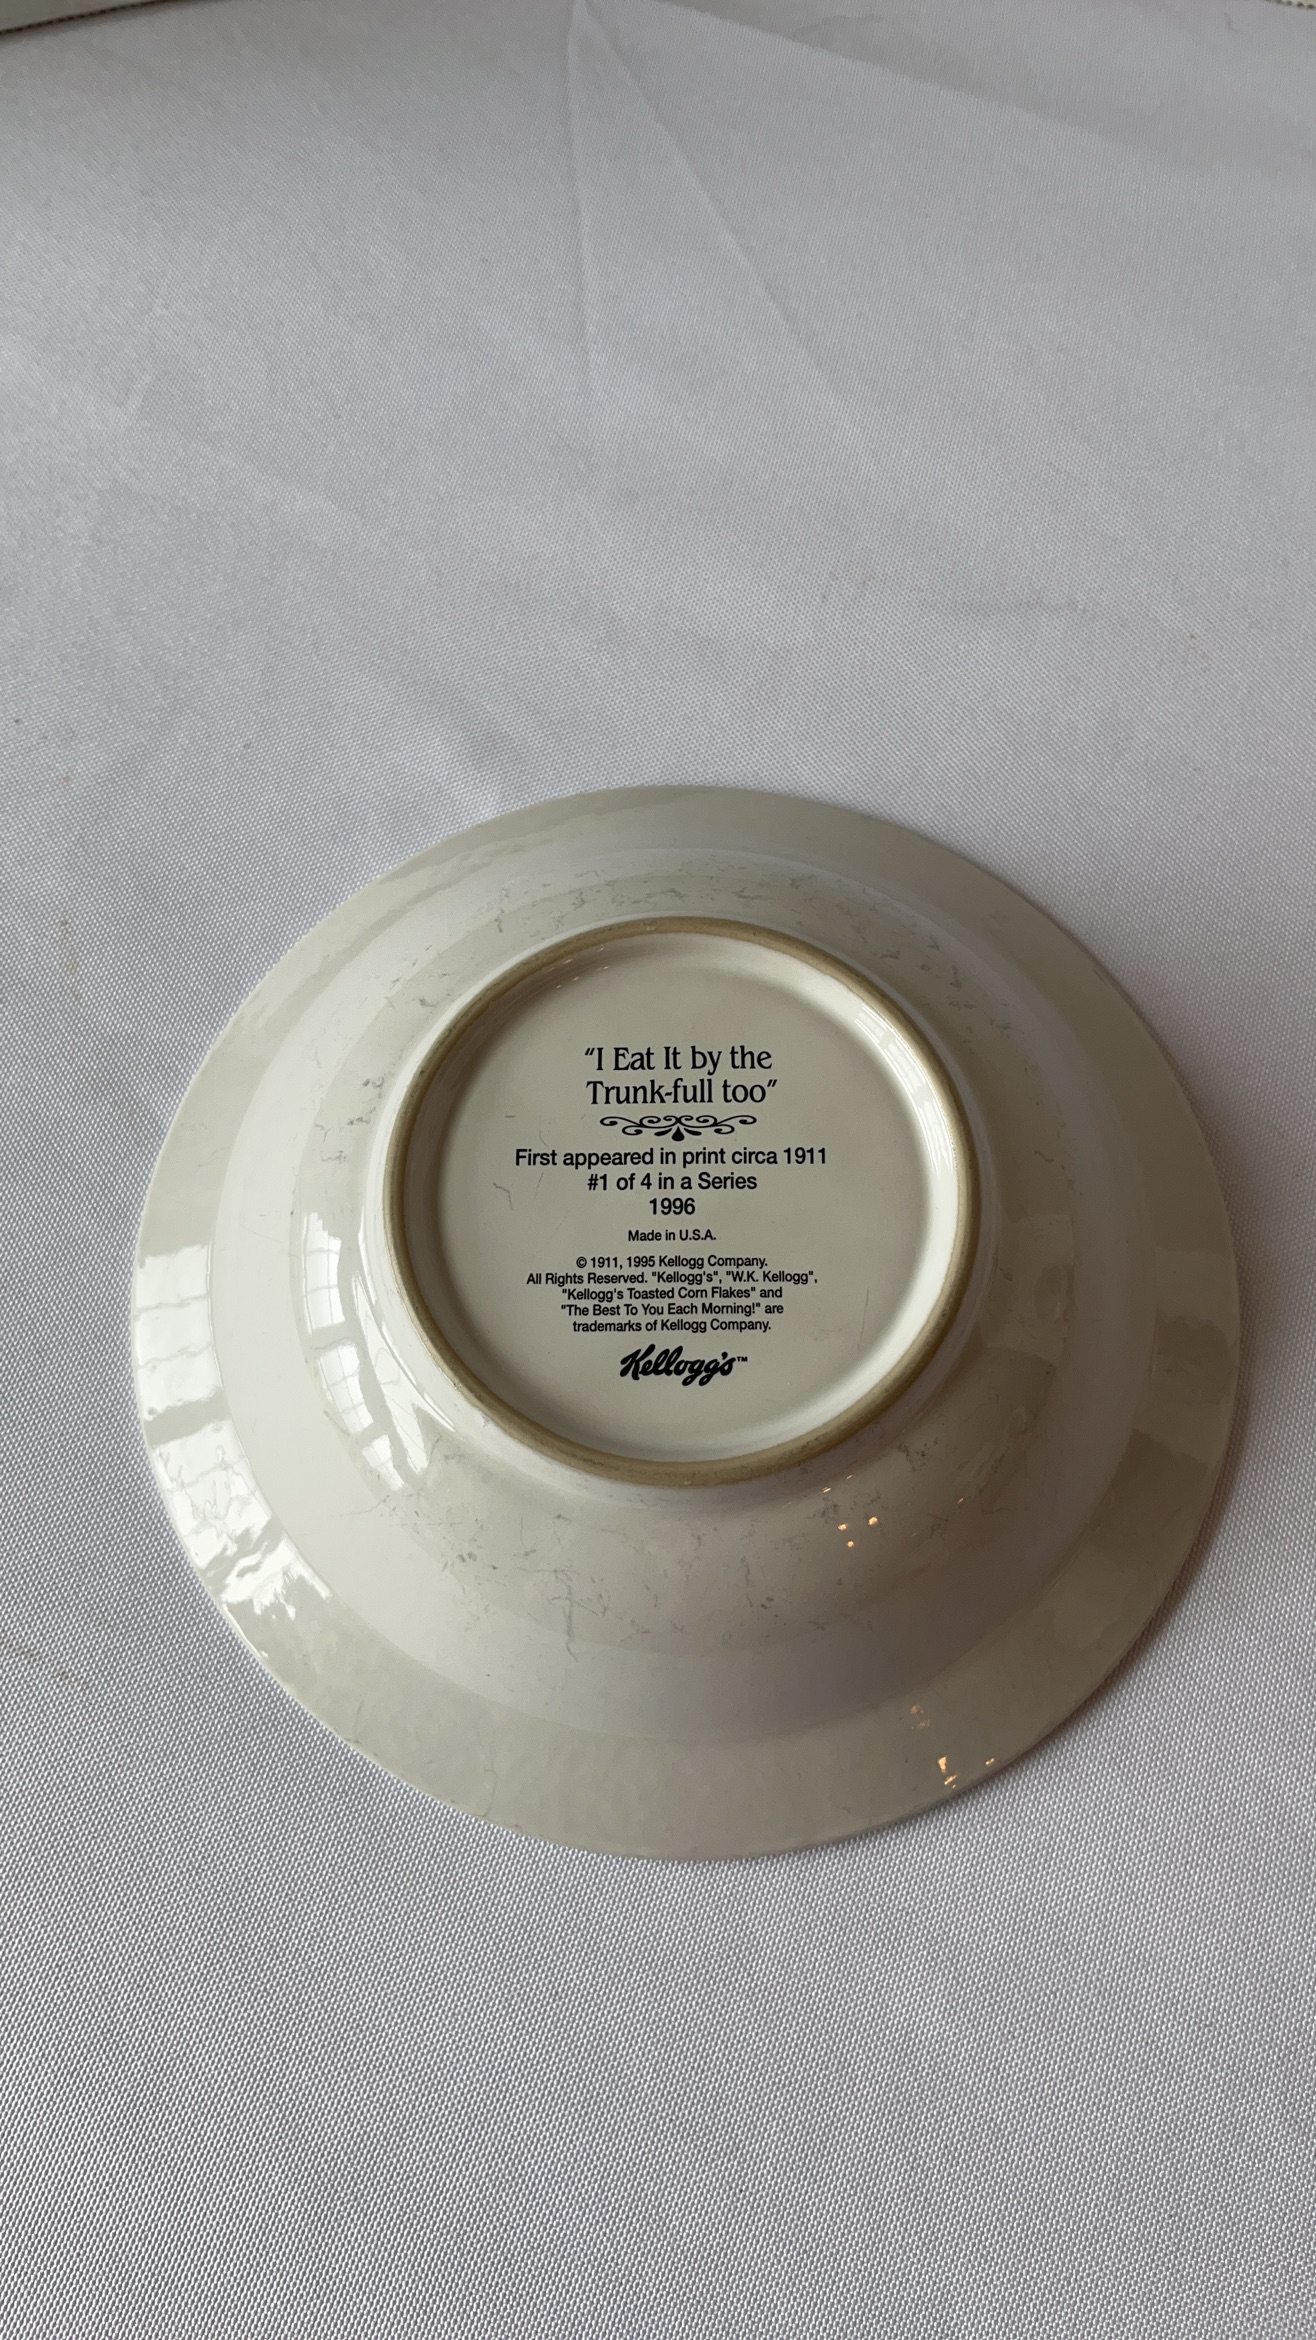 “I Eat It by the
Trunk-full too”
First appeared in print circa 1911
#1 of 4 in a Series
1996
Made in U.S.A.
© 1911, 1995 Kellogg Company.
All Rights Reserved. "Kellogg's", "W.K. Kellogg",
"Kellogg's Toasted Corn Flakes" and
"The Best To You Each Morning!" are
trademarks of Kellogg Company.
Kellogg's™